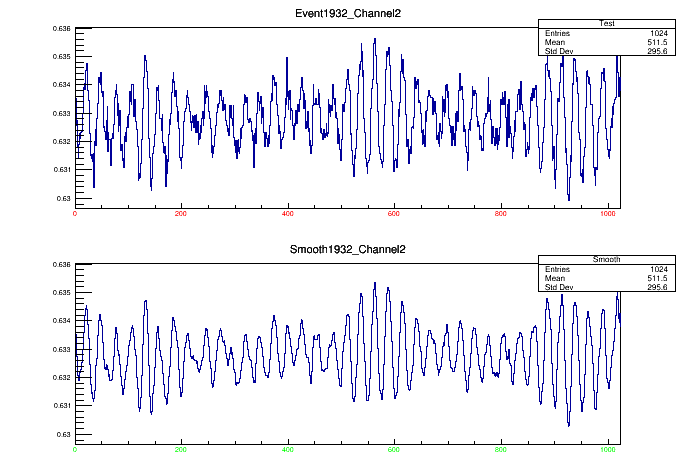 Event1932_Channel2
Test
Entries 1024
Mean 511.5
Std Dev 295.6
0.636
0.635
0.634
0.633
0.632
0.631
0.63
0 200 400 600 800 1000
Smooth1932_Channel2
Smooth
Entries 1024
Mean 511.5
Std Dev 295.6
0.636
0.635
0.634
0.633
0.632
0.631
0.63
0 200 400 600 800 1000